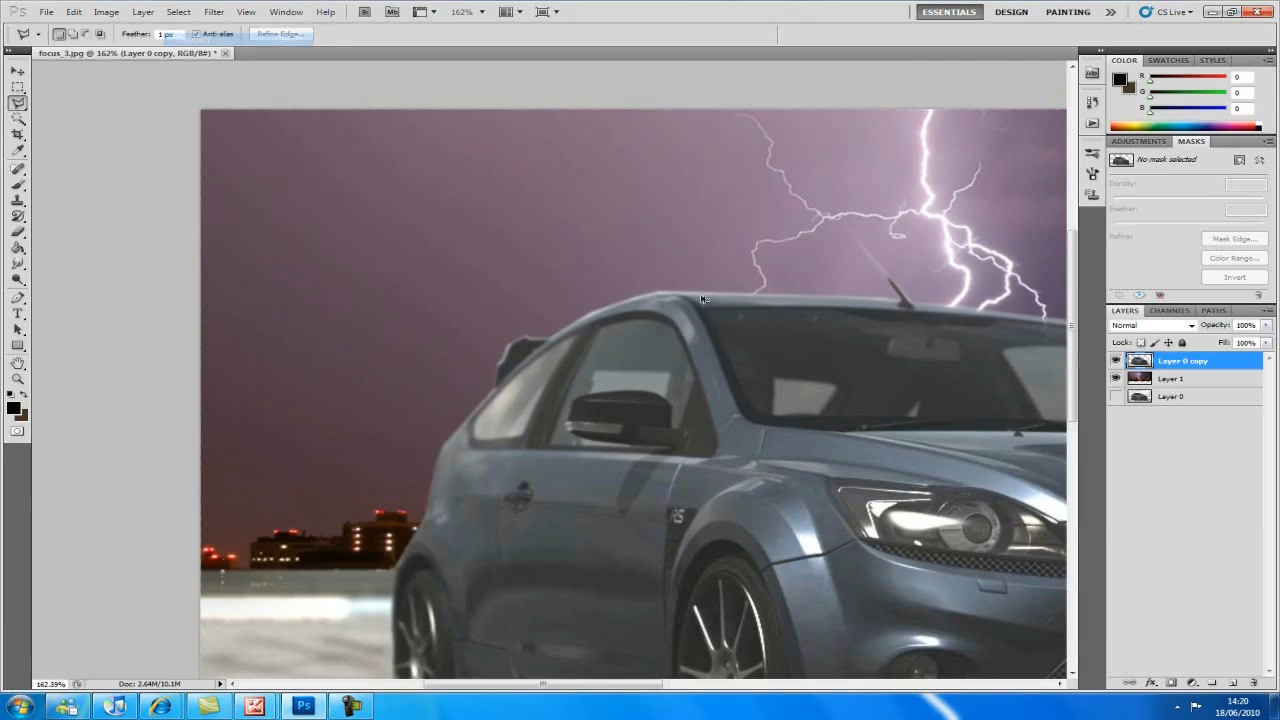 PS File Edit Image Layer Select Filter View Window Help Br Mb 162% ESSENTIALS DESIGN PAINTING >> CS Live
Feather: 1 px Anti-alias Refine Edge...
focus_3.jpg @ 162% (Layer 0 copy, RGB/8#) *
COLOR SWATCHES STYLES
R 0
G 0
B 0
ADJUSTMENTS MASKS
No mask selected
Density:
Feather:
Refine: Mask Edge...
Color Range...
Invert
LAYERS CHANNELS PATHS
Normal Opacity: 100%
Lock: Fill: 100%
Layer 0 copy
Layer 1
Layer 0
162.39% Doc: 2.64M/10.1M
Ps 14:20
18/06/2010